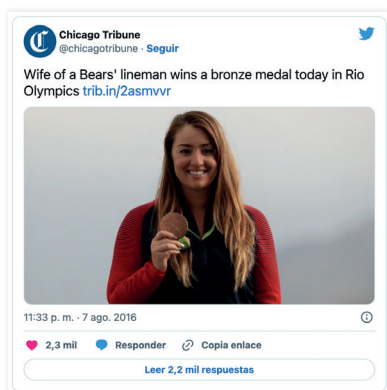 Chicago Tribune
@chicagotribune · Seguir
Wife of a Bears' lineman wins a bronze medal today in Rio
Olympics trib.in/2asmvvr
11:33 p. m. · 7 ago. 2016
2,3 mil Responder Copia enlace
Leer 2,2 mil respuestas